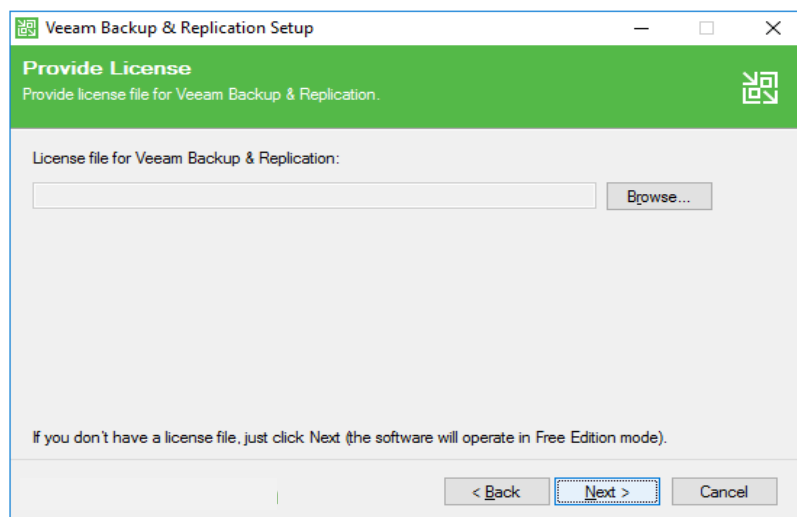 Veeam Backup & Replication Setup
Provide License
Provide license file for Veeam Backup & Replication.
License file for Veeam Backup & Replication:
Browse...
If you don't have a license file, just click Next (the software will operate in Free Edition mode).
< Back Next > Cancel